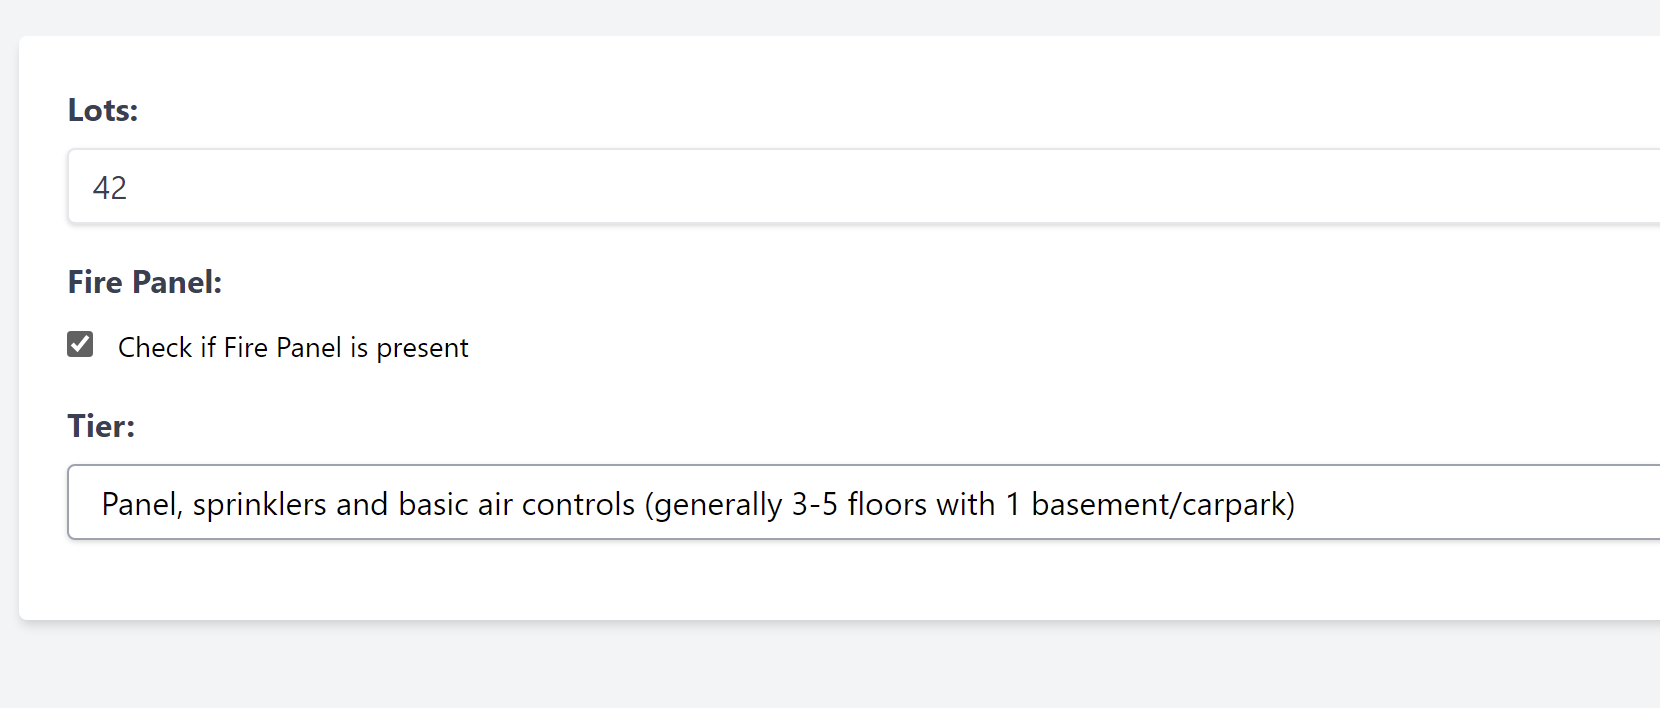 Lots:
42
Fire Panel:
Check if Fire Panel is present
Tier:
Panel, sprinklers and basic air controls (generally 3-5 floors with 1 basement/carpark)